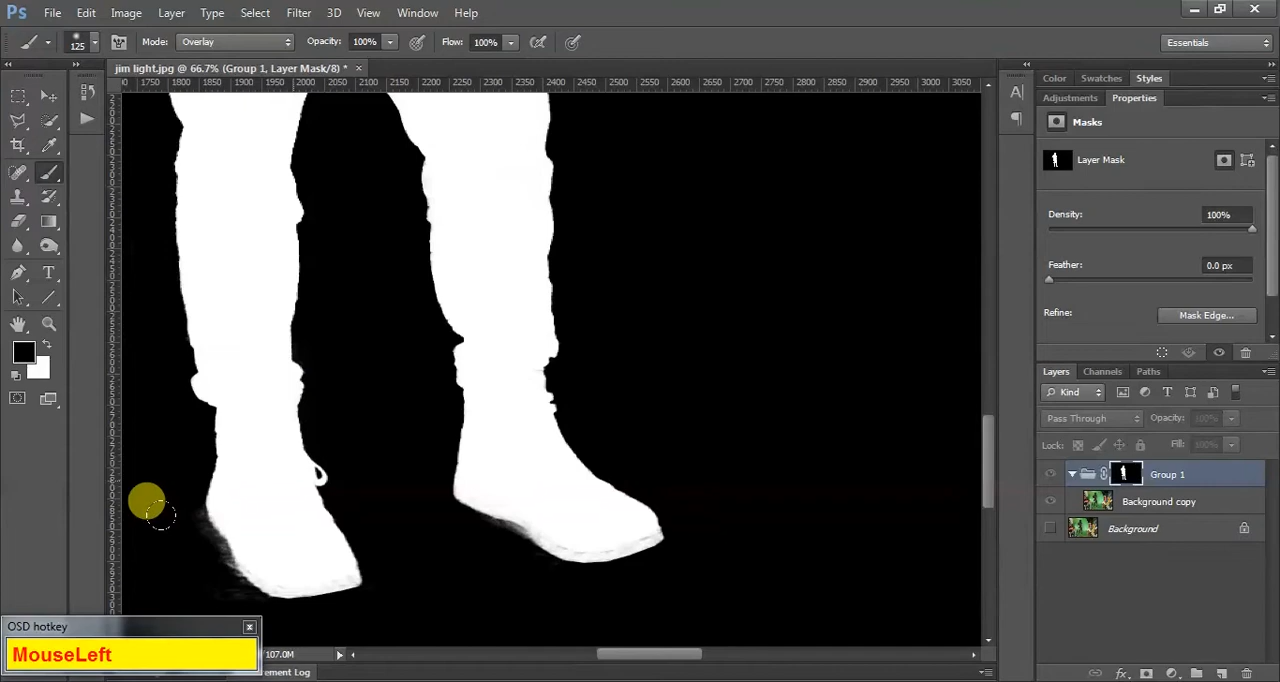 Ps File Edit Image Layer Type Select Filter 3D View Window Help
125 Mode: Overlay Opacity: 100% Flow: 100% Essentials
jim light.jpg @ 66.7% (Group 1, Layer Mask/8) * ×
1750 1800 1850 1900 1950 2000 2050 2100 2150 2200 2250 2300 2350 2400 2450 2500 2550 2600 2650 2700 2750 2800 2850 2900 2950 3000 3050
Color Swatches Styles
Adjustments Properties
Masks
Layer Mask
Density: 100%
Feather: 0.0 px
Refine: Mask Edge...
Layers Channels Paths
Kind
Pass Through Opacity: 100%
Lock: Fill: 100%
Group 1
Background copy
Background
OSD hotkey x
MouseLeft
107.0M
ement Log